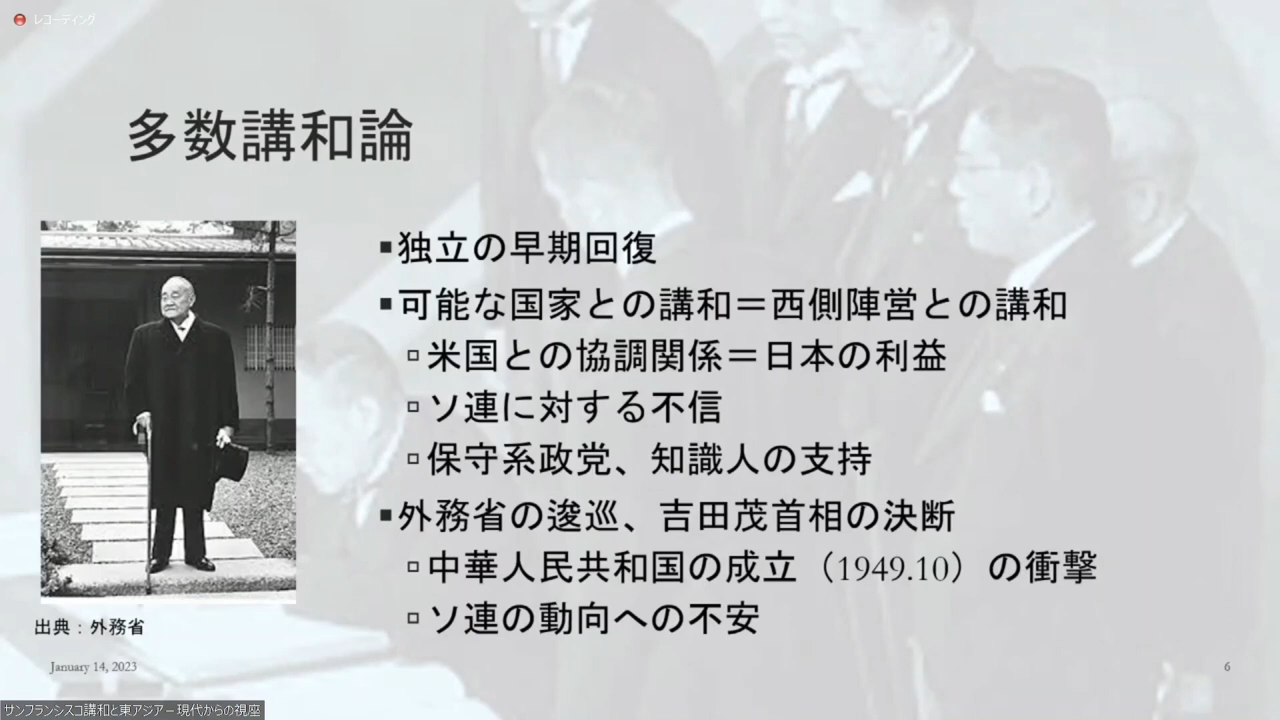 レコーディング
多数講和論
▪独立の早期回復
▪可能な国家との講和＝西側陣営との講和
▫米国との協調関係＝日本の利益
▫ソ連に対する不信
▫保守系政党、知識人の支持
▪外務省の逡巡、吉田茂首相の決断
▫中華人民共和国の成立（1949.10）の衝撃
▫ソ連の動向への不安
出典：外務省
January 14, 2023
6
サンフランシスコ講和と東アジア－現代からの視座